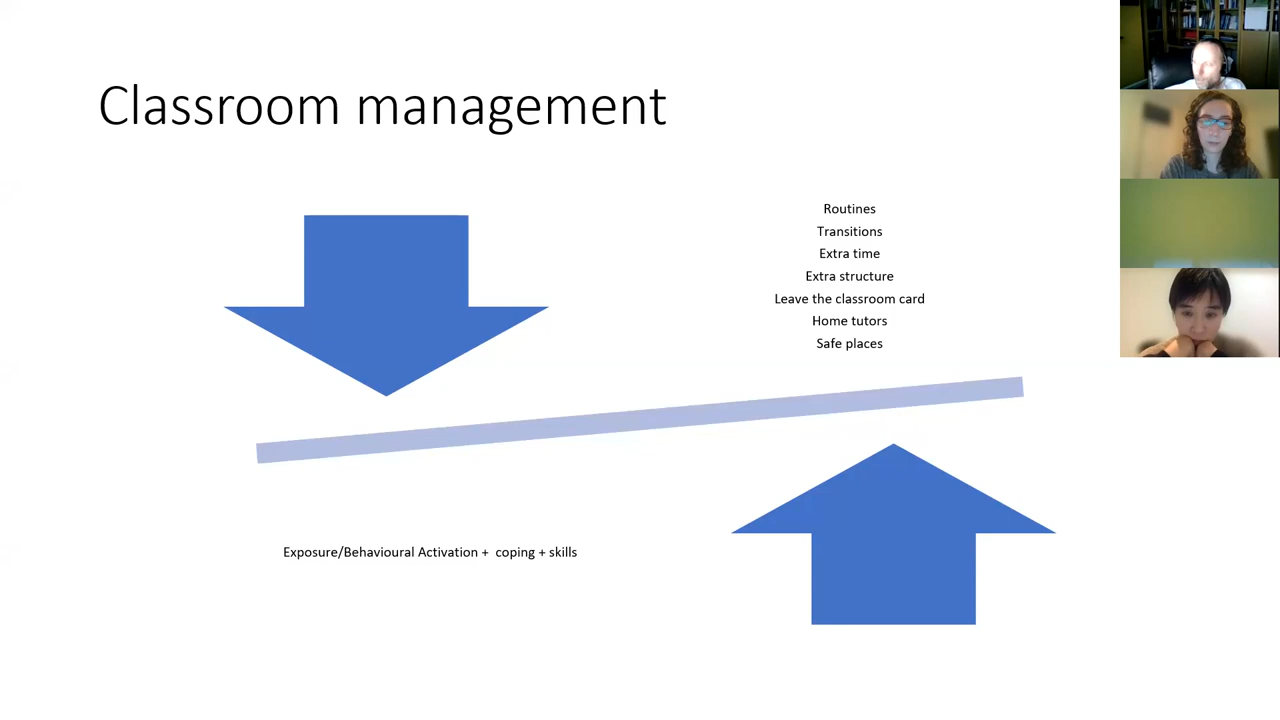 Classroom management
Routines
Transitions
Extra time
Extra structure
Leave the classroom card
Home tutors
Safe places
Exposure/Behavioural Activation +  coping + skills